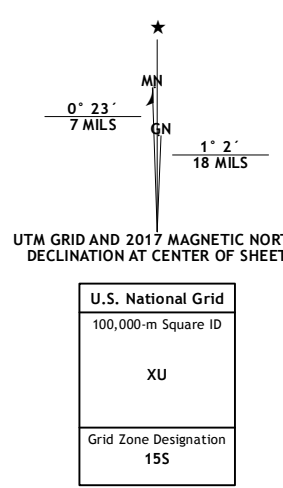 MN
0° 23´
7 MILS
GN
1° 2´
18 MILS
UTM GRID AND 2017 MAGNETIC NORT
DECLINATION AT CENTER OF SHEET
U.S. National Grid
100,000-m Square ID
XU
Grid Zone Designation
15S